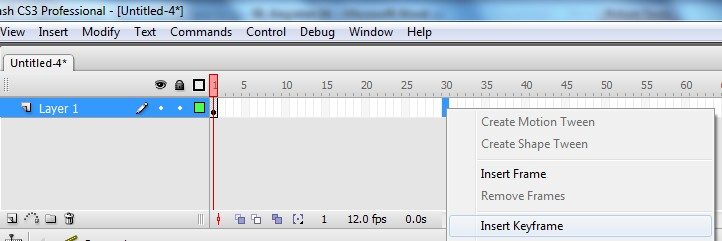 ash CS3 Professional - [Untitled-4*]
View Insert Modify Text Commands Control Debug Window Help
Untitled-4*
1 5 10 15 20 25 30 35 40 45 50 55 60
Layer 1
Create Motion Tween
Create Shape Tween
Insert Frame
Remove Frames
1 12.0 fps 0.0s
Insert Keyframe